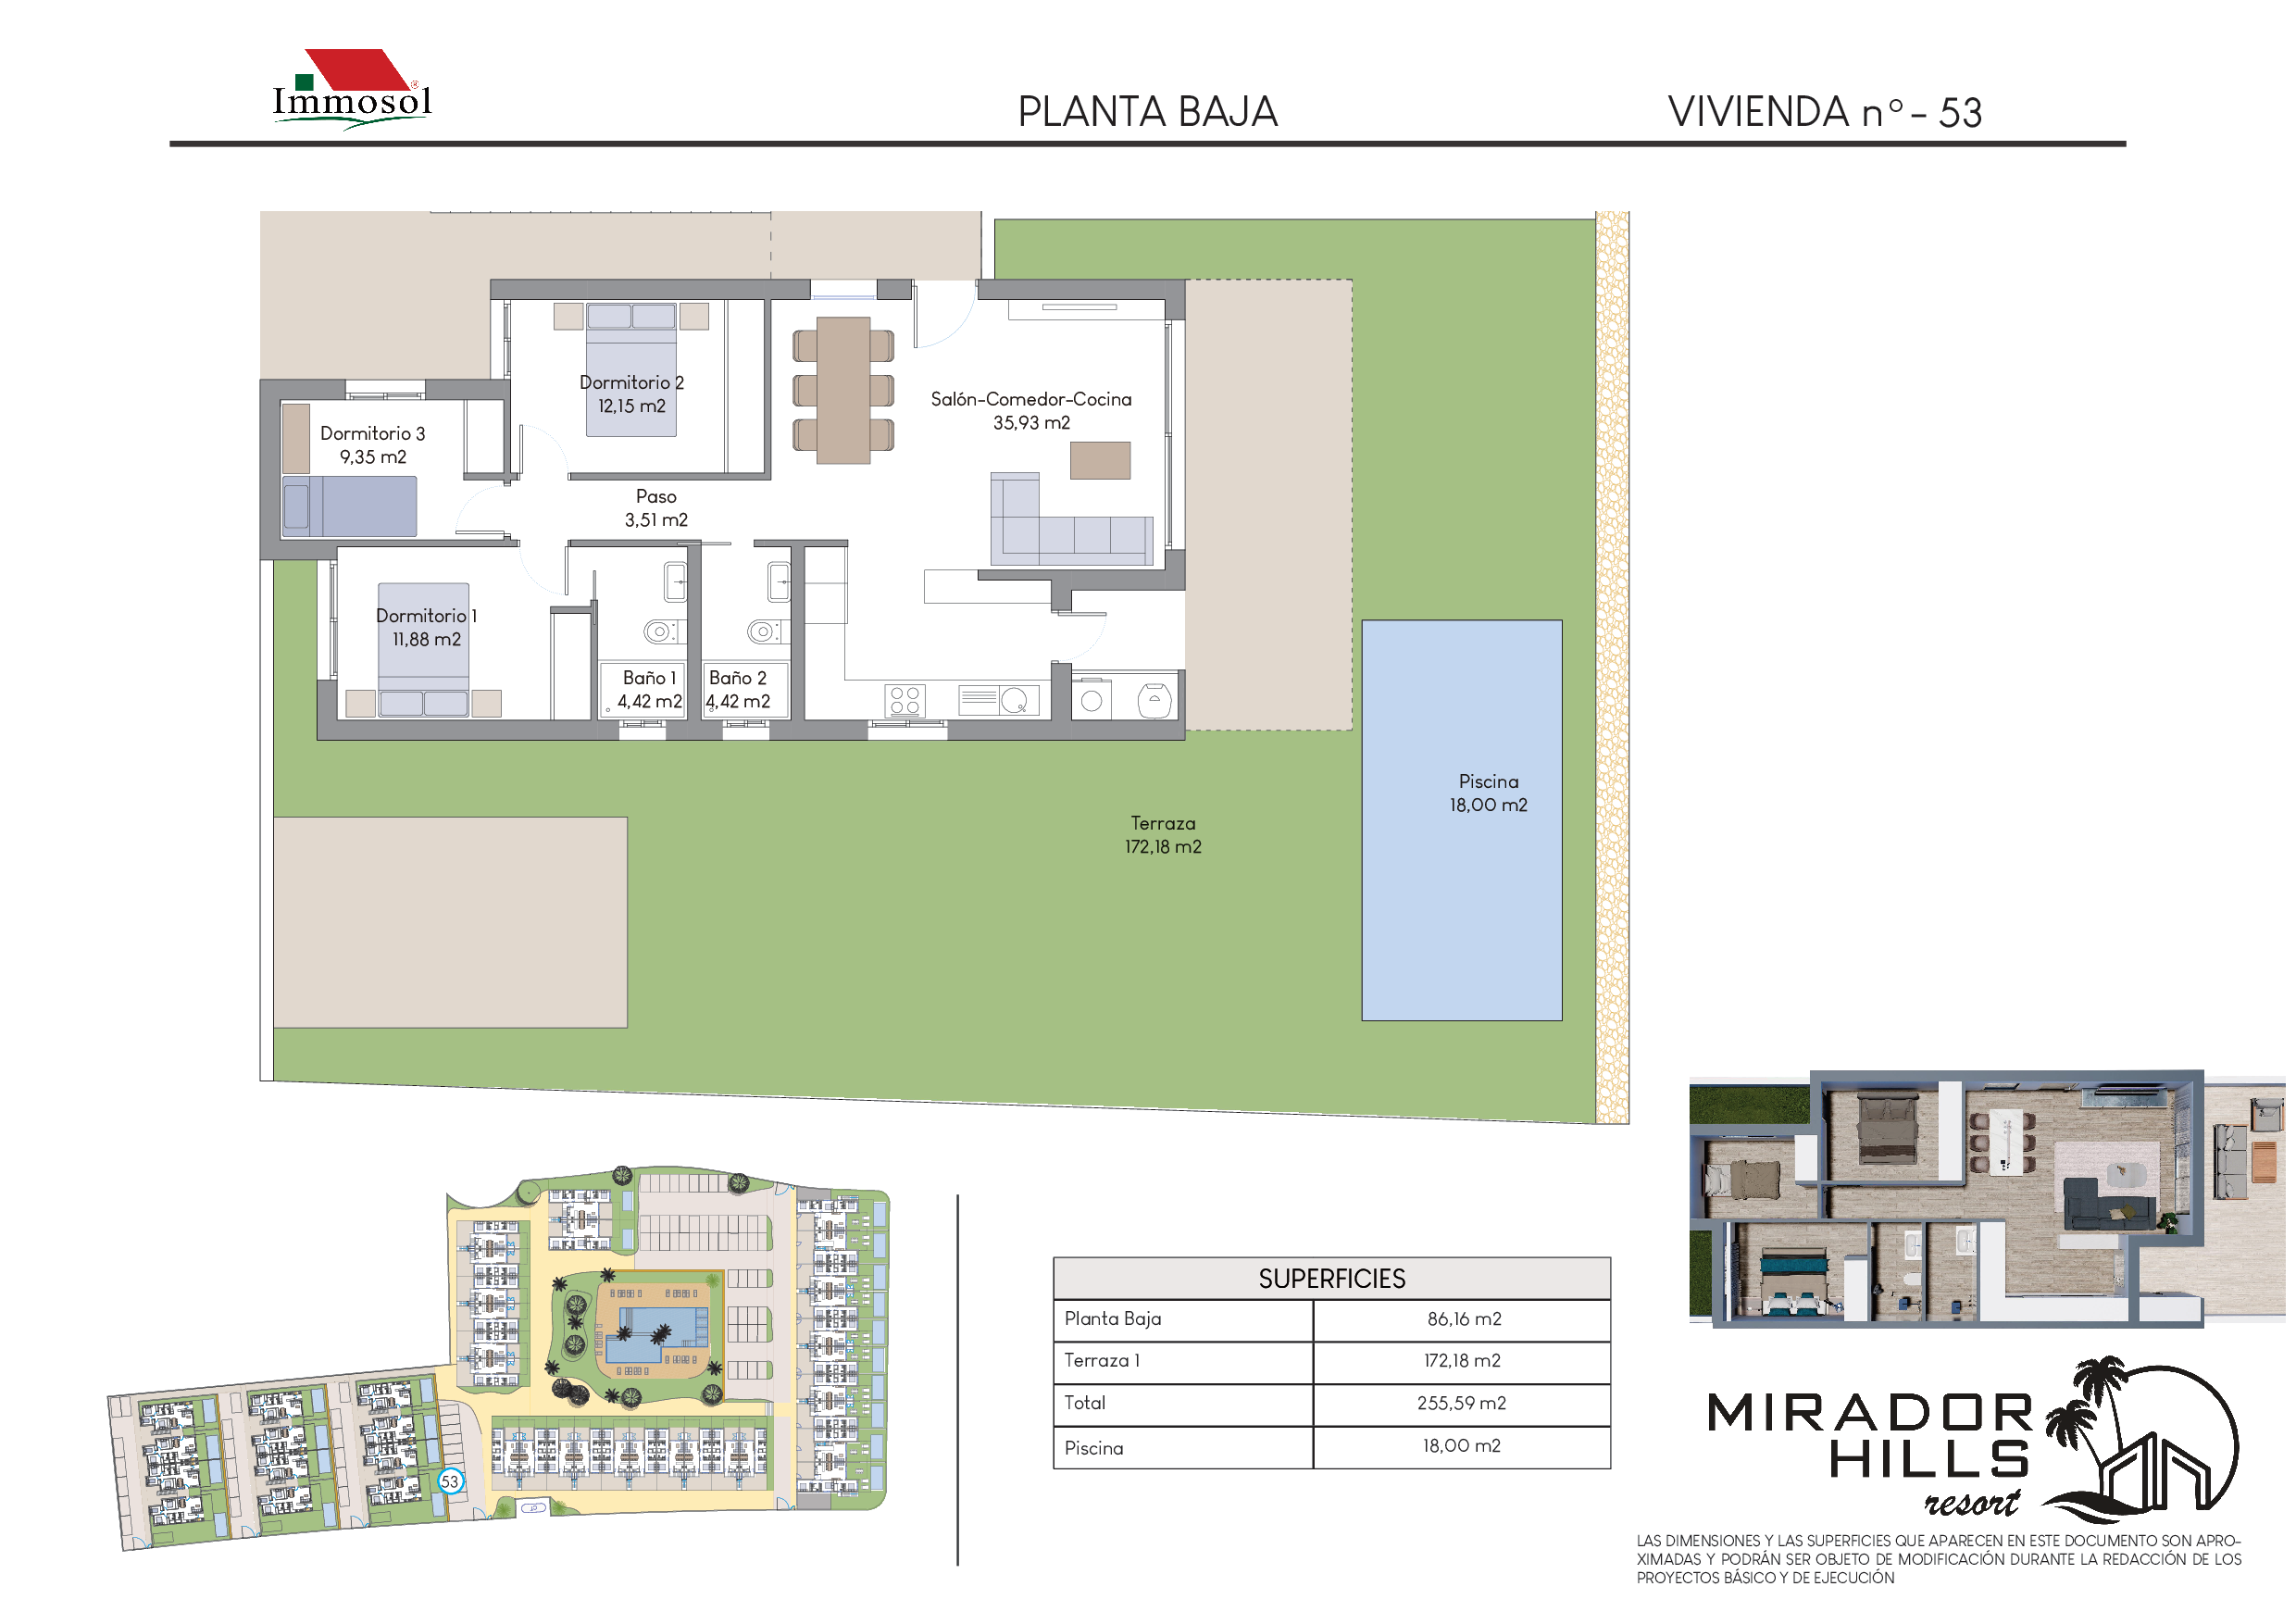 Immosol
PLANTA BAJA
VIVIENDA nº - 53
Dormitorio 2
12,15 m2
Salón-Comedor-Cocina
35,93 m2
Dormitorio 3
9,35 m2
Paso
3,51 m2
Dormitorio 1
11,88 m2
Baño 1
4,42 m2
Baño 2
4,42 m2
Piscina
18,00 m2
Terraza
172,18 m2
53
SUPERFICIES
Planta Baja 86,16 m2
Terraza 1 172,18 m2
Total 255,59 m2
Piscina 18,00 m2
MIRADOR
HILLS
resort
LAS DIMENSIONES Y LAS SUPERFICIES QUE APARECEN EN ESTE DOCUMENTO SON APRO-
XIMADAS Y PODRÁN SER OBJETO DE MODIFICACIÓN DURANTE LA REDACCIÓN DE LOS
PROYECTOS BÁSICO Y DE EJECUCIÓN